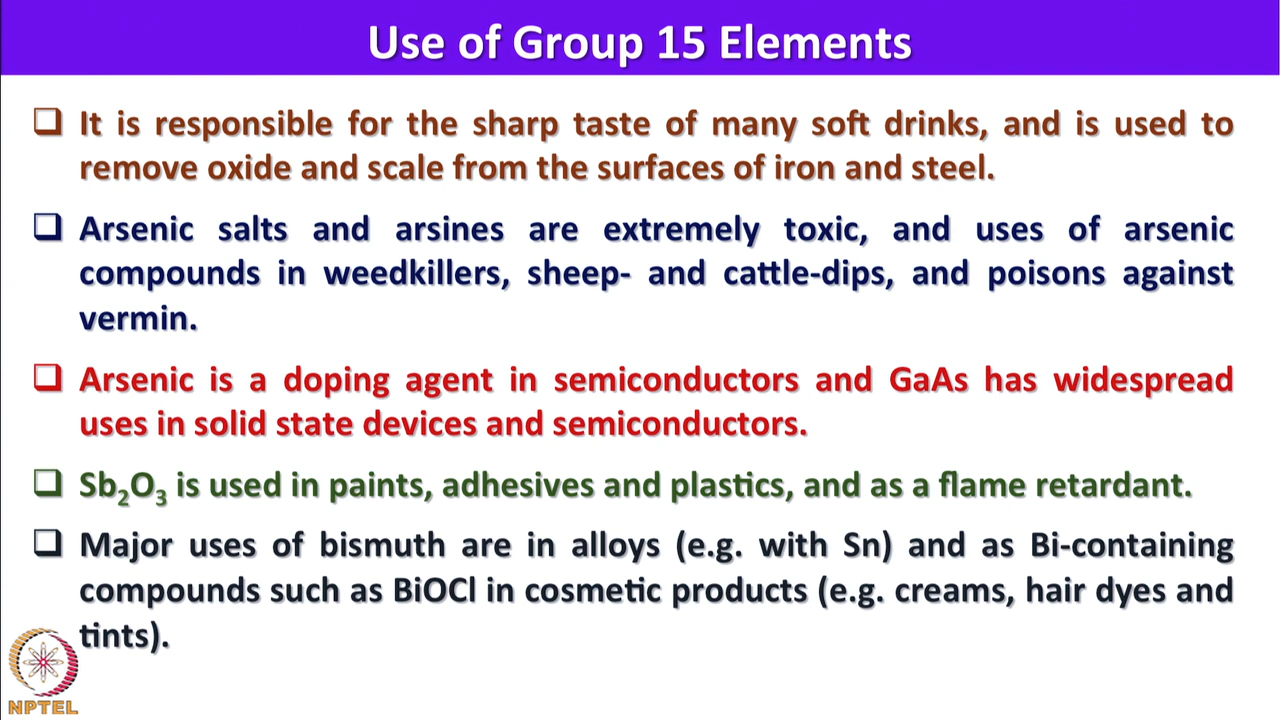 Use of Group 15 Elements
❑ It is responsible for the sharp taste of many soft drinks, and is used to
remove oxide and scale from the surfaces of iron and steel.
❑ Arsenic salts and arsines are extremely toxic, and uses of arsenic
compounds in weedkillers, sheep- and cattle-dips, and poisons against
vermin.
❑ Arsenic is a doping agent in semiconductors and GaAs has widespread
uses in solid state devices and semiconductors.
❑ Sb₂O₃ is used in paints, adhesives and plastics, and as a flame retardant.
❑ Major uses of bismuth are in alloys (e.g. with Sn) and as Bi-containing
compounds such as BiOCl in cosmetic products (e.g. creams, hair dyes and
tints).
NPTEL